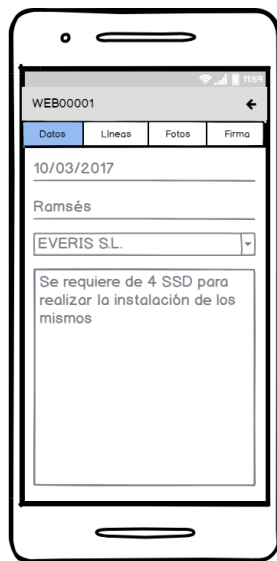 11:59
WEB00001
Datos Líneas Fotos Firma
10/03/2017
Ramsés
EVERIS S.L.
Se requiere de 4 SSD para
realizar la instalación de los
mismos